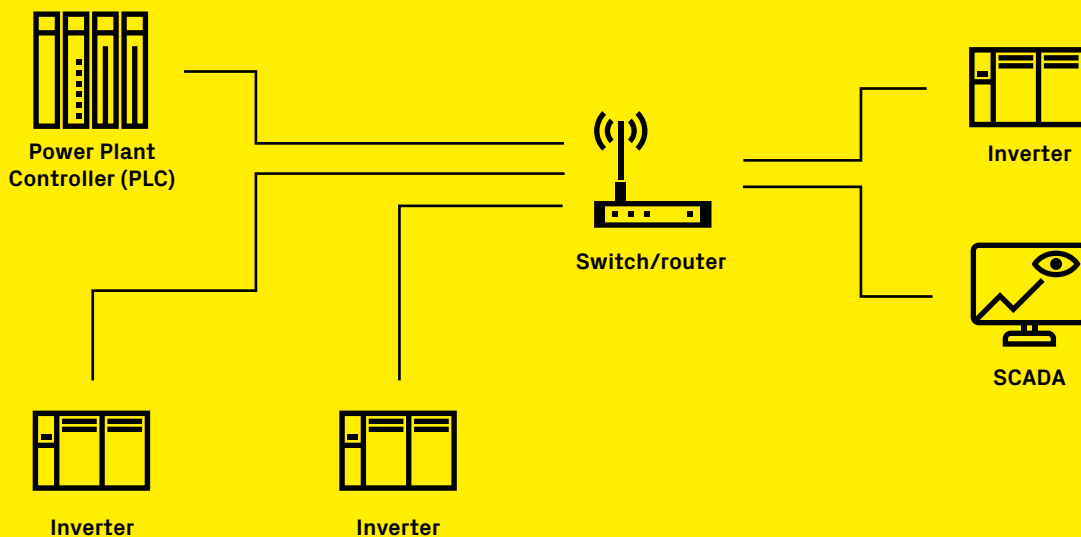 Power Plant
Controller (PLC)
Inverter
Switch/router
SCADA
Inverter
Inverter